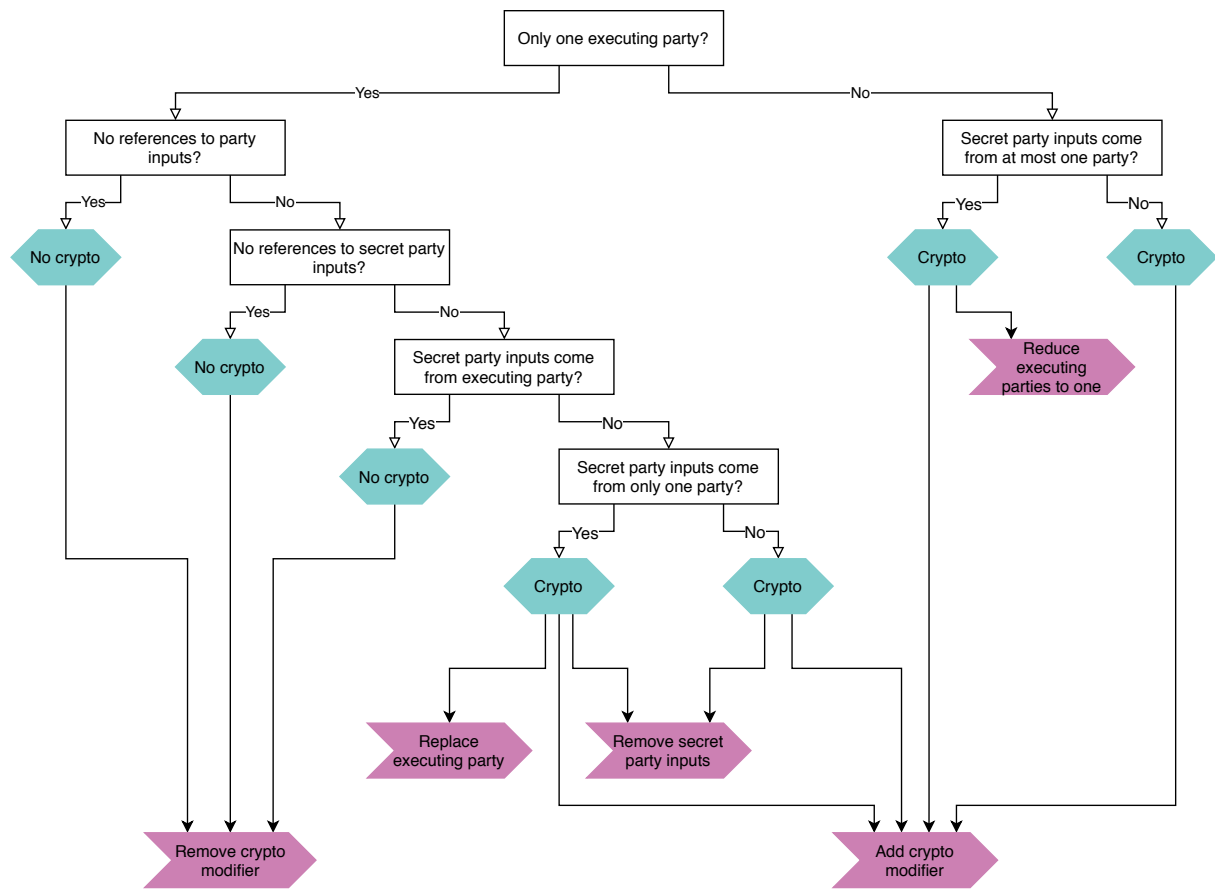 Only one executing party?
Yes
No
No references to party
inputs?
Secret party inputs come
from at most one party?
Yes
No
Yes
No
No crypto
No references to secret party
inputs?
Crypto
Crypto
Yes
No
No crypto
Secret party inputs come
from executing party?
Reduce
executing
parties to one
Yes
No
No crypto
Secret party inputs come
from only one party?
Yes
No
Crypto
Crypto
Replace
executing party
Remove secret
party inputs
Remove crypto
modifier
Add crypto
modifier